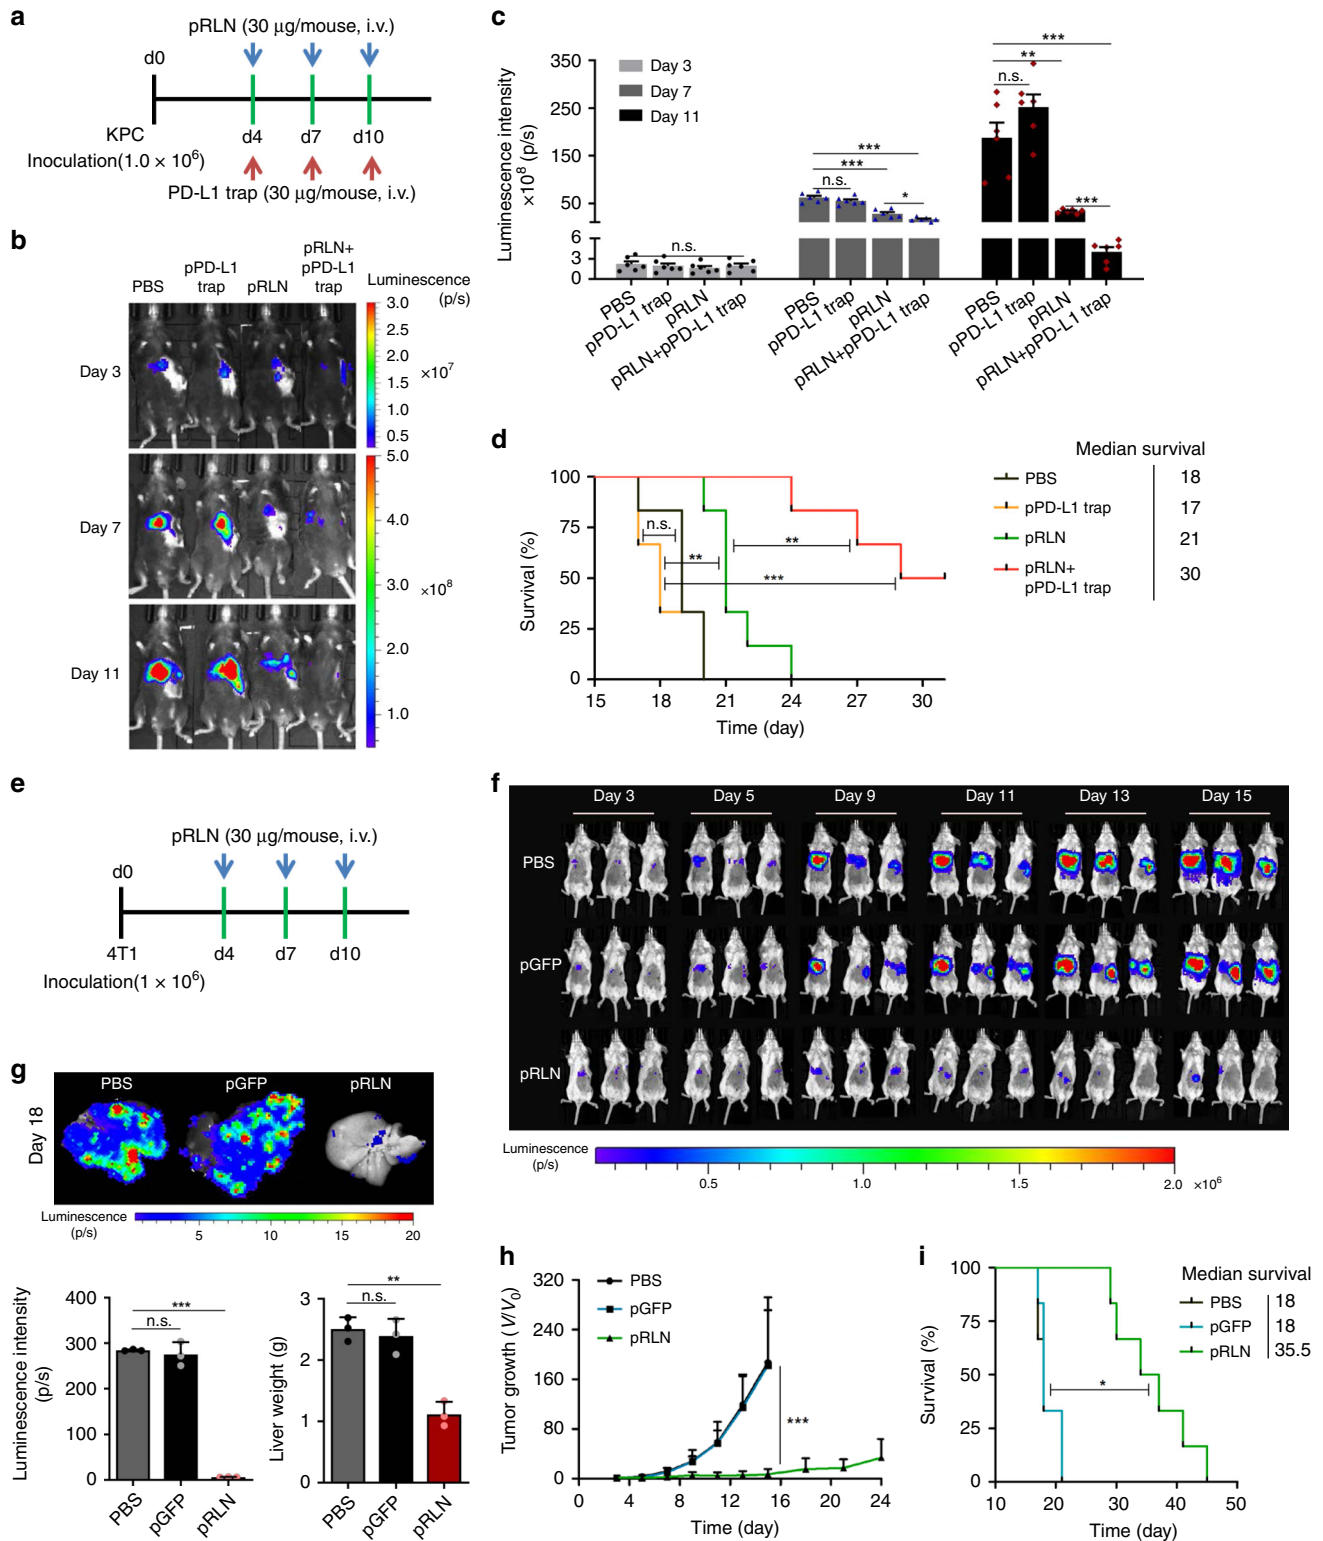 a
pRLN (30 μg/mouse, i.v.)
d0
KPC
d4
d7
d10
Inoculation(1.0 × 10⁶)
PD-L1 trap (30 μg/mouse, i.v.)
b
PBS
pPD-L1 trap
pRLN
pRLN+ pPD-L1 trap
Luminescence (p/s)
Day 3
3.0
2.0
1.5
1.0
0.5
×10⁷
Day 7
Day 11
5.0
4.0
3.0
2.0
1.0
×10⁸
c
Luminescence intensity ×10⁸ (p/s)
350
250
150
50
6
3
0
Day 3
Day 7
Day 11
n.s.
n.s.
***
***
*
n.s.
**
***
***
PBS
pPD-L1 trap
pRLN
pRLN+pPD-L1 trap
PBS
pPD-L1 trap
pRLN
pRLN+pPD-L1 trap
PBS
pPD-L1 trap
pRLN
pRLN+pPD-L1 trap
d
Survival (%)
100
75
50
25
0
15
18
21
24
27
30
Time (day)
n.s.
**
**
***
Median survival
PBS 18
pPD-L1 trap 17
pRLN 21
pRLN+ pPD-L1 trap 30
e
pRLN (30 μg/mouse, i.v.)
d0
4T1
d4
d7
d10
Inoculation(1 × 10⁶)
f
Day 3
Day 5
Day 9
Day 11
Day 13
Day 15
PBS
pGFP
pRLN
Luminescence (p/s)
0.5
1.0
1.5
2.0
×10⁶
g
PBS
pGFP
pRLN
Day 18
Luminescence (p/s)
5
10
15
20
Luminescence intensity (p/s)
400
300
200
100
0
***
n.s.
PBS
pGFP
pRLN
Liver weight (g)
3
2
1
0
**
n.s.
PBS
pGFP
pRLN
h
Tumor growth (V/V₀)
320
240
160
80
0
PBS
pGFP
pRLN
***
0
4
8
12
16
20
24
Time (day)
i
Survival (%)
100
75
50
25
0
*
10
20
30
40
50
Time (day)
Median survival
PBS 18
pGFP 18
pRLN 35.5